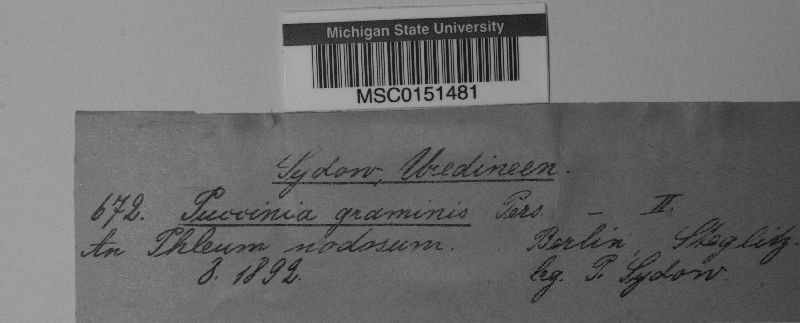 Michigan State University
MSC0151481
Sydow, Uredineen.
672. Puccinia graminis Pers. – II.
An Phleum nodosum. Berlin, Steglitz.
8. 1892. leg. P. Sydow.